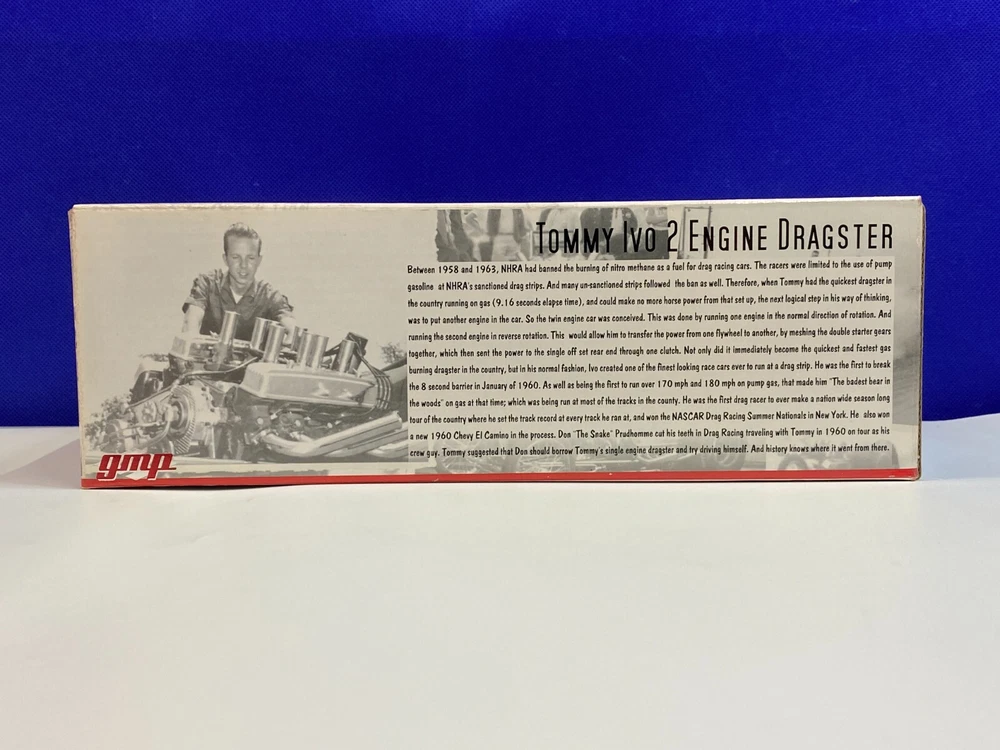 Tommy Ivo 2 Engine Dragster
Between 1958 and 1963, NHRA had banned the burning of nitro methane as a fuel for drag racing cars. The racers were limited to the use of pump
gasoline at NHRA's sanctioned drag strips. And many un-sanctioned strips followed the ban as well. Therefore, when Tommy had the quickest dragster in
the country running on gas (9.16 seconds elapse time), and could make no more horse power from that set up, the next logical step in his way of thinking,
was to put another engine in the car. So the twin engine car was conceived. This was done by running one engine in the normal direction of rotation. And
running the second engine in reverse rotation. This would allow him to transfer the power from one flywheel to another, by meshing the double starter gears
together, which then sent the power to the single off set rear end through one clutch. Not only did it immediately become the quickest and fastest gas
burning dragster in the country, but in his normal fashion, Ivo created one of the finest looking race cars ever to run at a drag strip. He was the first to break
the 8 second barrier in January of 1960. As well as being the first to run over 170 mph and 180 mph on pump gas, that made him "The badest bear in
the woods" on gas at that time; which was being run at most of the tracks in the county. He was the first drag racer to ever make a nation wide season long
tour of the country where he set the track record at every track he ran at, and won the NASCAR Drag Racing Summer Nationals in New York. He also won
a new 1960 Chevy El Camino in the process. Don "The Snake" Prudhomme cut his teeth in Drag Racing traveling with Tommy in 1960 on tour as his
crew guy. Tommy suggested that Don should borrow Tommy's single engine dragster and try driving himself. And history knows where it went from there.
gmp